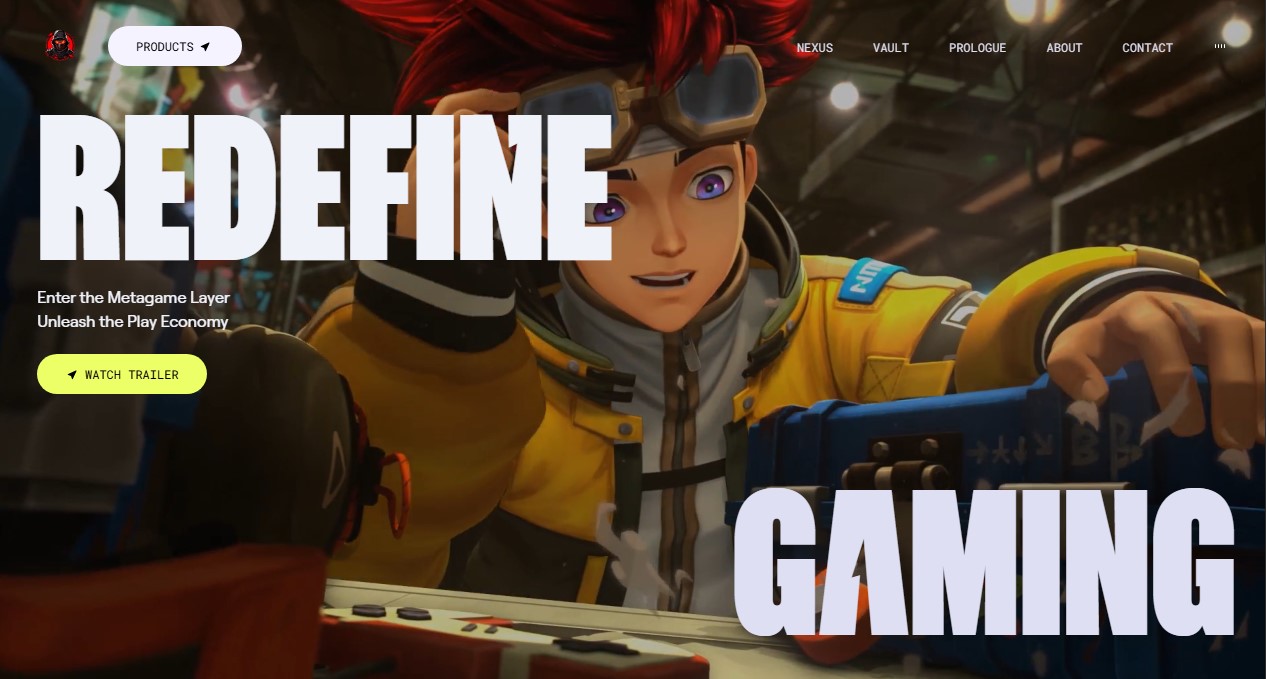 PRODUCTS
NEXUS
VAULT
PROLOGUE
ABOUT
CONTACT
REDEFINE
Enter the Metagame Layer
Unleash the Play Economy
WATCH TRAILER
GAMING